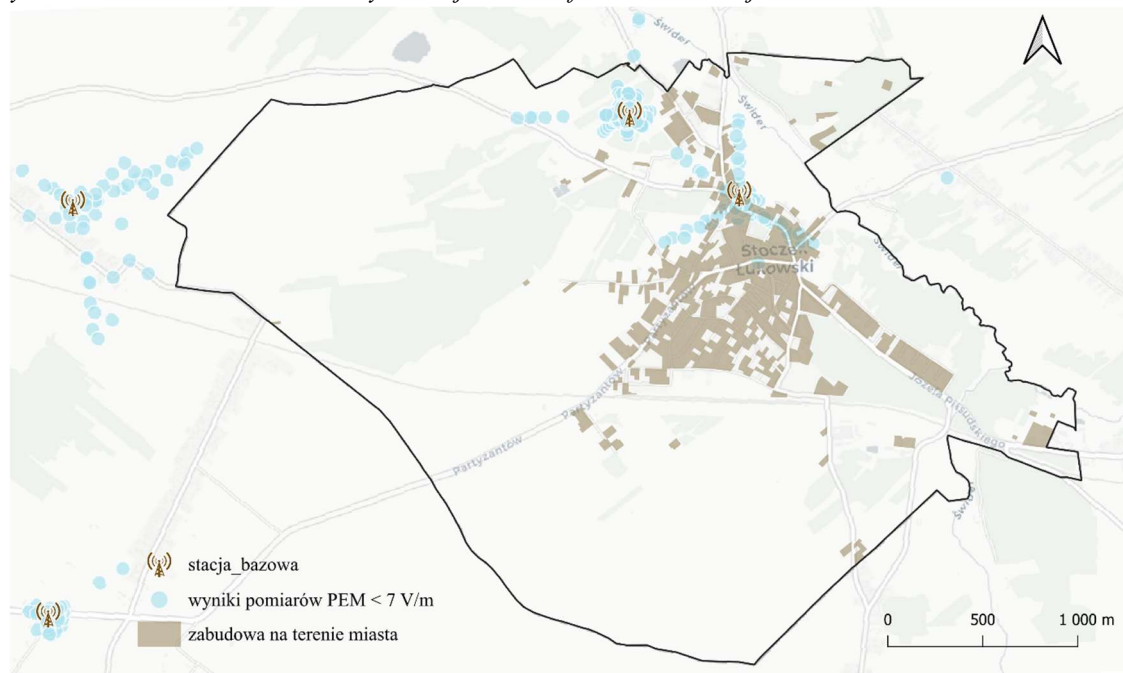 Świder
Świder
Stoczek
Łukowski
Świder
Partyzantów
Partyzantów
Józefa Piłsudskiego
Partyzantów
Świder
stacja_bazowa
wyniki pomiarów PEM < 7 V/m
zabudowa na terenie miasta
0 500 1 000 m